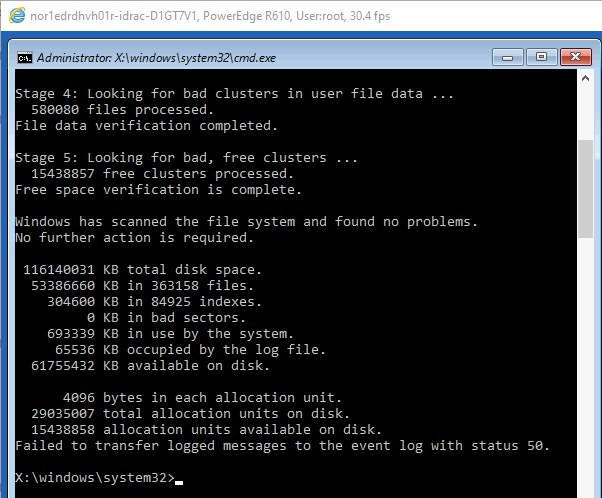 nor1edrdhvh01r-idrac-D1GT7V1, PowerEdge R610, User:root, 30.4 fps
Administrator: X:\windows\system32\cmd.exe
Stage 4: Looking for bad clusters in user file data ...
580080 files processed.
File data verification completed.
Stage 5: Looking for bad, free clusters ...
15438857 free clusters processed.
Free space verification is complete.
Windows has scanned the file system and found no problems.
No further action is required.
116140031 KB total disk space.
53386660 KB in 363158 files.
304600 KB in 84925 indexes.
0 KB in bad sectors.
693339 KB in use by the system.
65536 KB occupied by the log file.
61755432 KB available on disk.
4096 bytes in each allocation unit.
29035007 total allocation units on disk.
15438858 allocation units available on disk.
Failed to transfer logged messages to the event log with status 50.
X:\windows\system32>